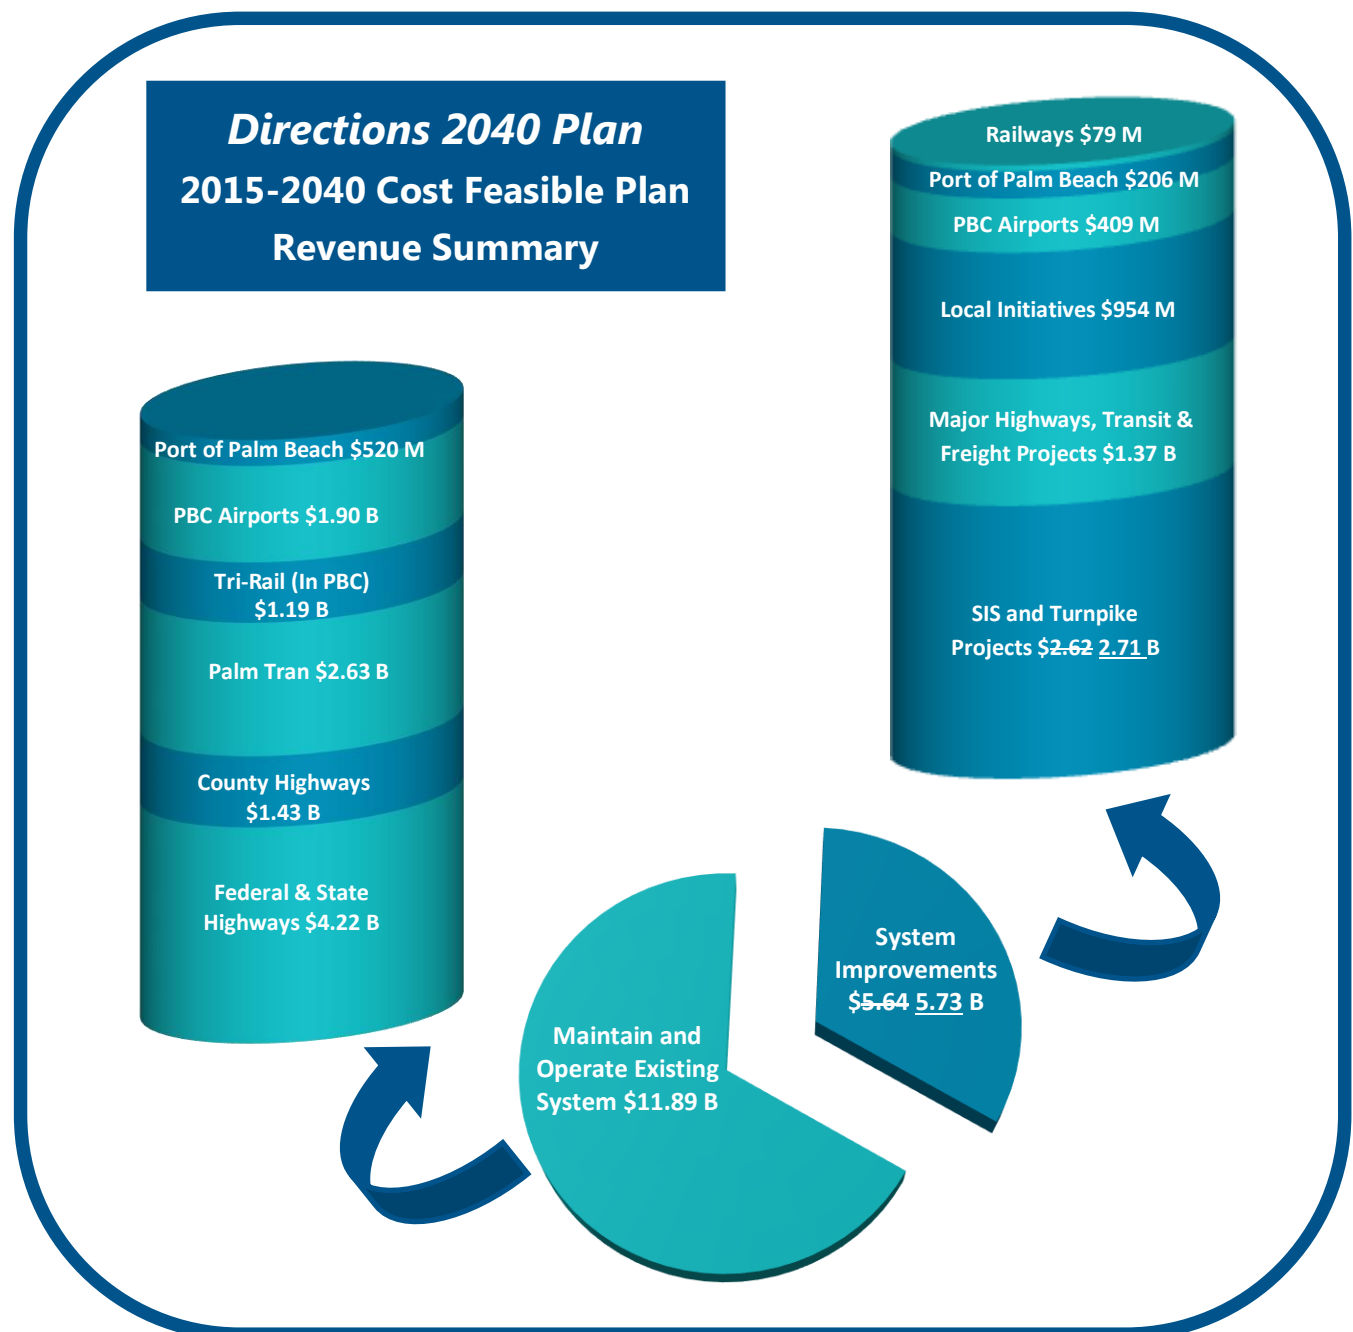 Directions 2040 Plan
2015-2040 Cost Feasible Plan
Revenue Summary
Railways $79 M
Port of Palm Beach $206 M
PBC Airports $409 M
Local Initiatives $954 M
Major Highways, Transit &
Freight Projects $1.37 B
SIS and Turnpike
Projects $2.62 2.71 B
Port of Palm Beach $520 M
PBC Airports $1.90 B
Tri-Rail (In PBC)
$1.19 B
Palm Tran $2.63 B
County Highways
$1.43 B
Federal & State
Highways $4.22 B
System
Improvements
$5.64 5.73 B
Maintain and
Operate Existing
System $11.89 B